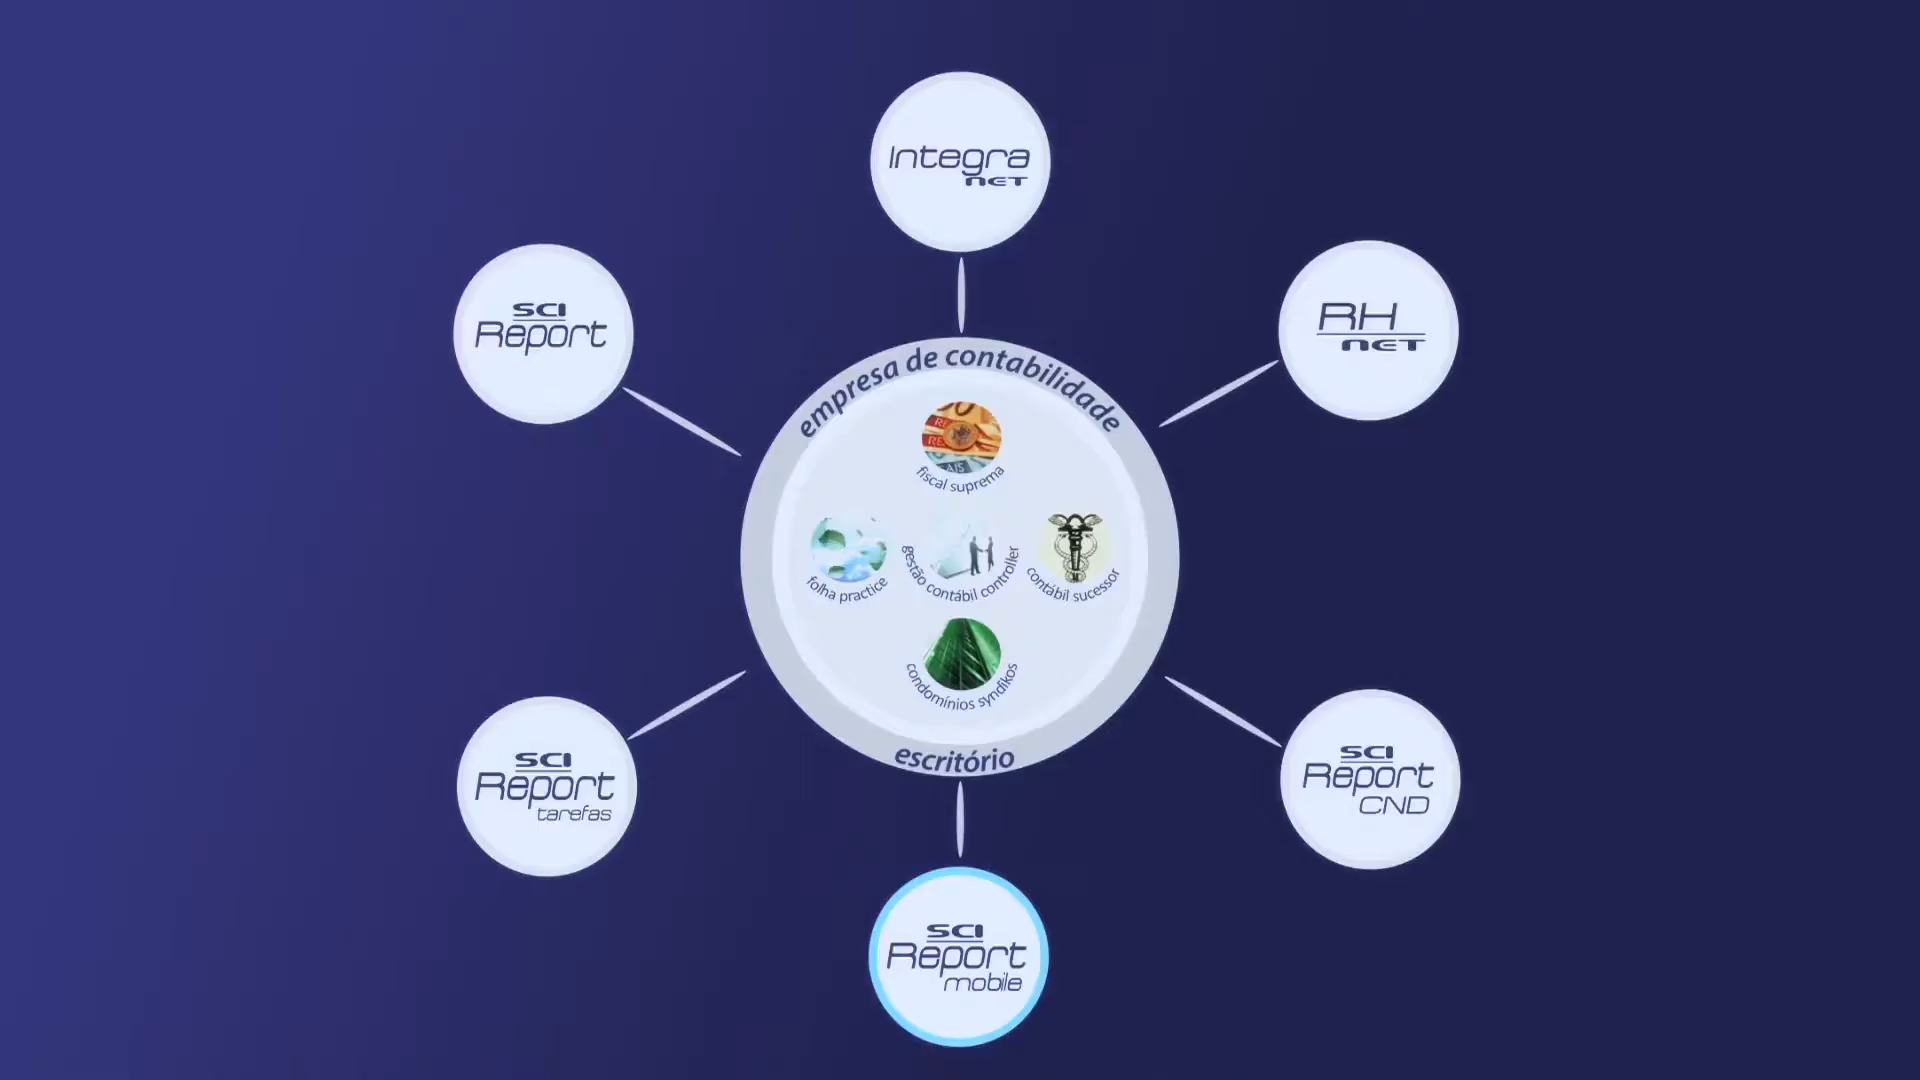 Integra
NET
SCI
Report
RH
NET
empresa de contabilidade
fiscal suprema
folha practice
gestão contábil controller
contábil sucessor
condomínios syndikos
escritório
SCI
Report
tarefas
SCI
Report
CND
SCI
Report
mobile